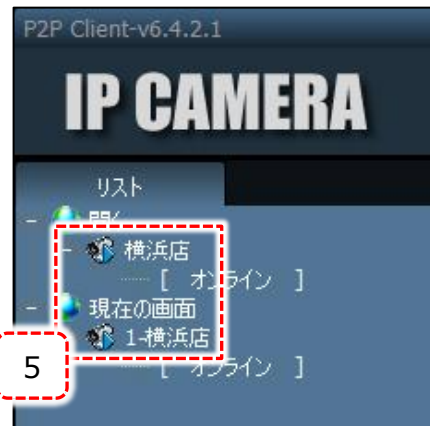 P2P Client-v6.4.2.1
IP CAMERA
リスト
横浜店
[ オンライン ]
現在の画面
1-横浜店
[ オンライン ]
5